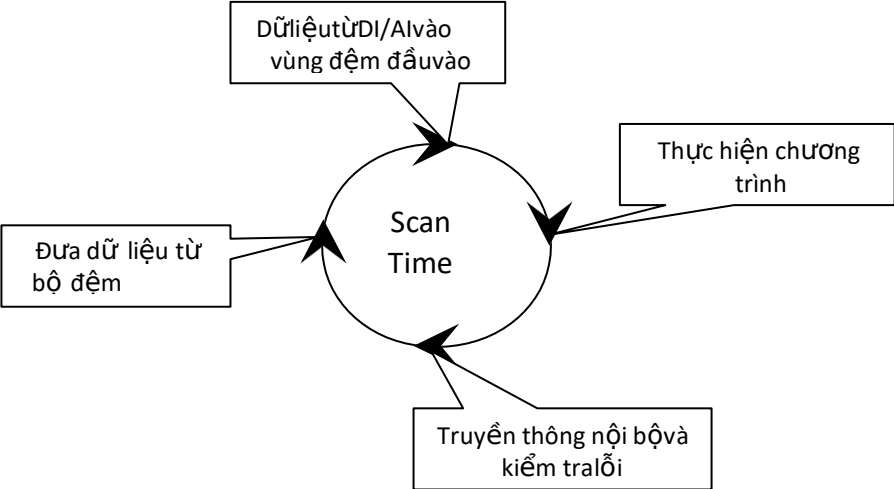 DữliệutừDI/AIvào
vùng đệm đầuvào
Thực hiện chương
trình
Scan
Time
Đưa dữ liệu từ
bộ đệm
Truyền thông nội bộvà
kiểm tralỗi